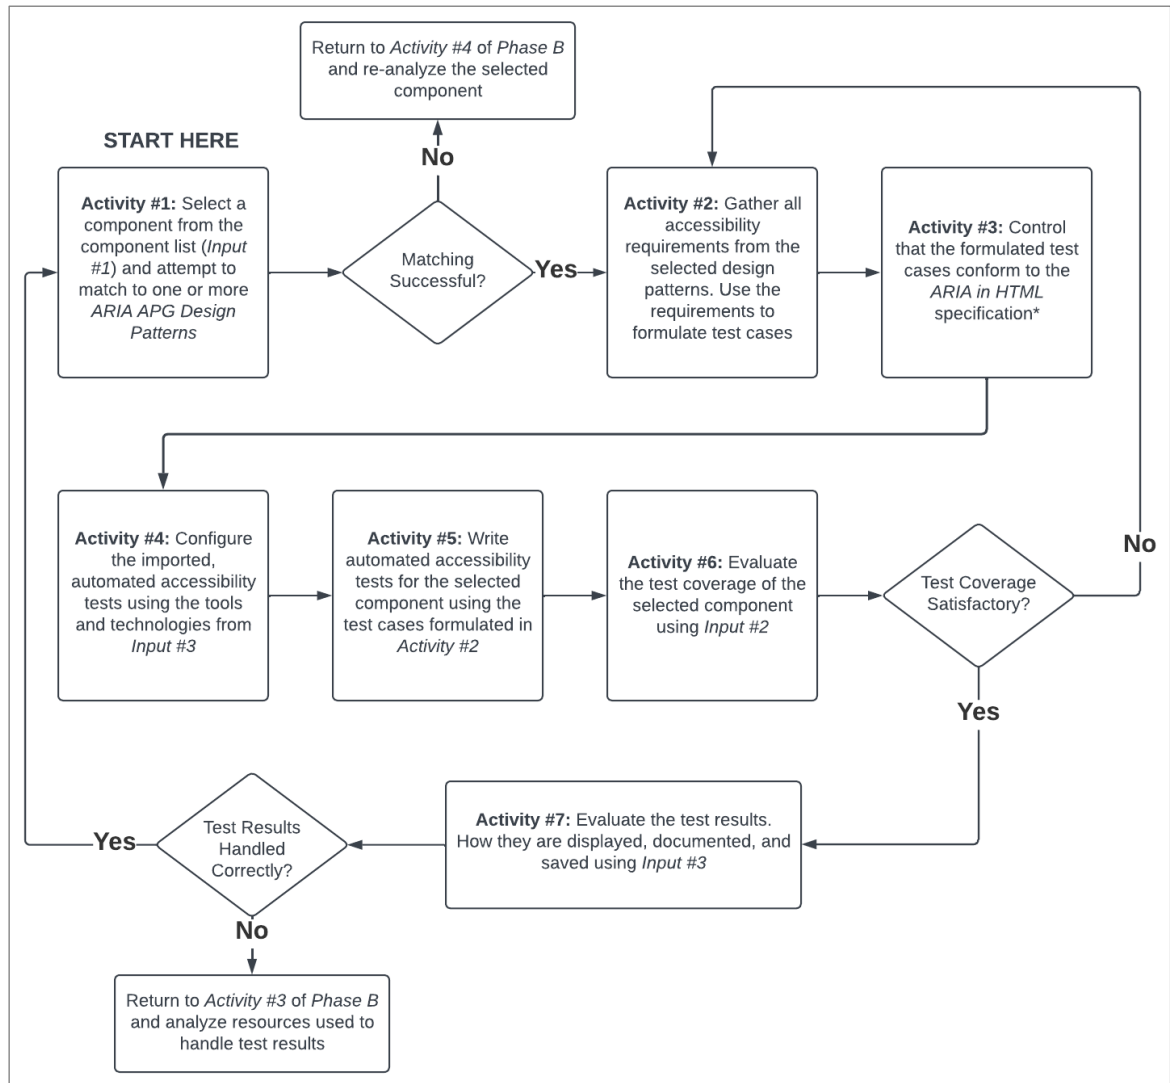 Return to Activity #4 of Phase B
and re-analyze the selected
component
START HERE
No
Activity #1: Select a
component from the
component list (Input
#1) and attempt to
match to one or more
ARIA APG Design
Patterns
Matching
Successful?
Yes
Activity #2: Gather all
accessibility
requirements from the
selected design
patterns. Use the
requirements to
formulate test cases
Activity #3: Control
that the formulated test
cases conform to the
ARIA in HTML
specification*
Activity #4: Configure
the imported,
automated accessibility
tests using the tools
and technologies from
Input #3
Activity #5: Write
automated accessibility
tests for the selected
component using the
test cases formulated in
Activity #2
Activity #6: Evaluate
the test coverage of the
selected component
using Input #2
Test Coverage
Satisfactory?
No
Yes
Activity #7: Evaluate the test results.
How they are displayed, documented, and
saved using Input #3
Test Results
Handled
Correctly?
Yes
No
Return to Activity #3 of Phase B
and analyze resources used to
handle test results